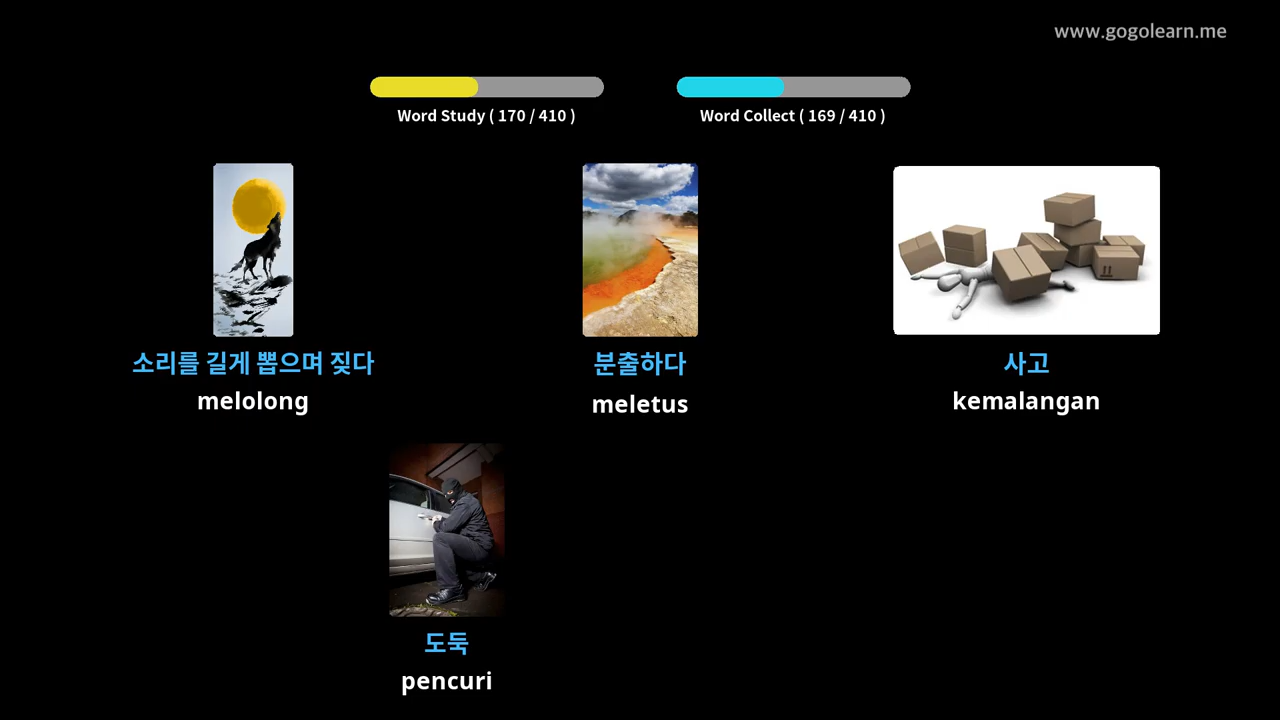 www.gogolearn.me
Word Study ( 170 / 410 )
Word Collect ( 169 / 410 )
소리를 길게 뽑으며 짖다
melolong
분출하다
meletus
사고
kemalangan
도둑
pencuri